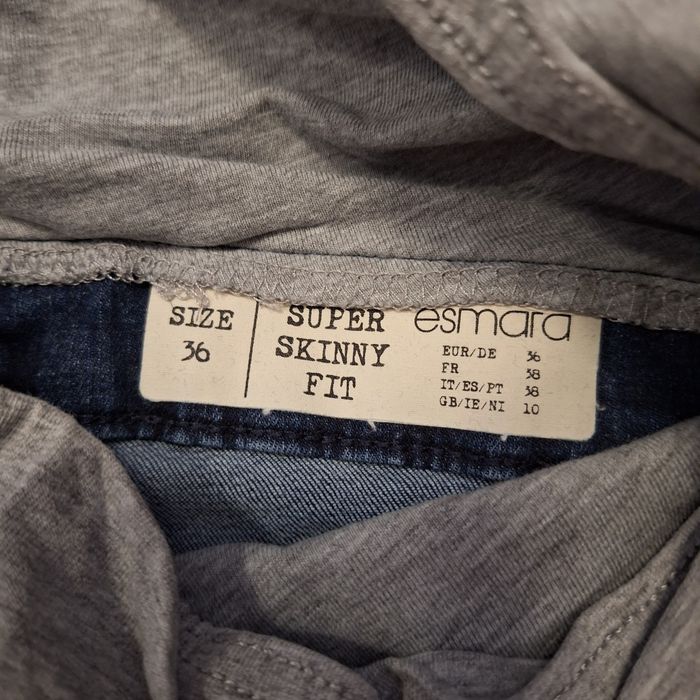 SIZE
36
SUPER
SKINNY
FIT
esmara
EUR/DE 36
FR 38
IT/ES/PT 38
GB/IE/NI 10